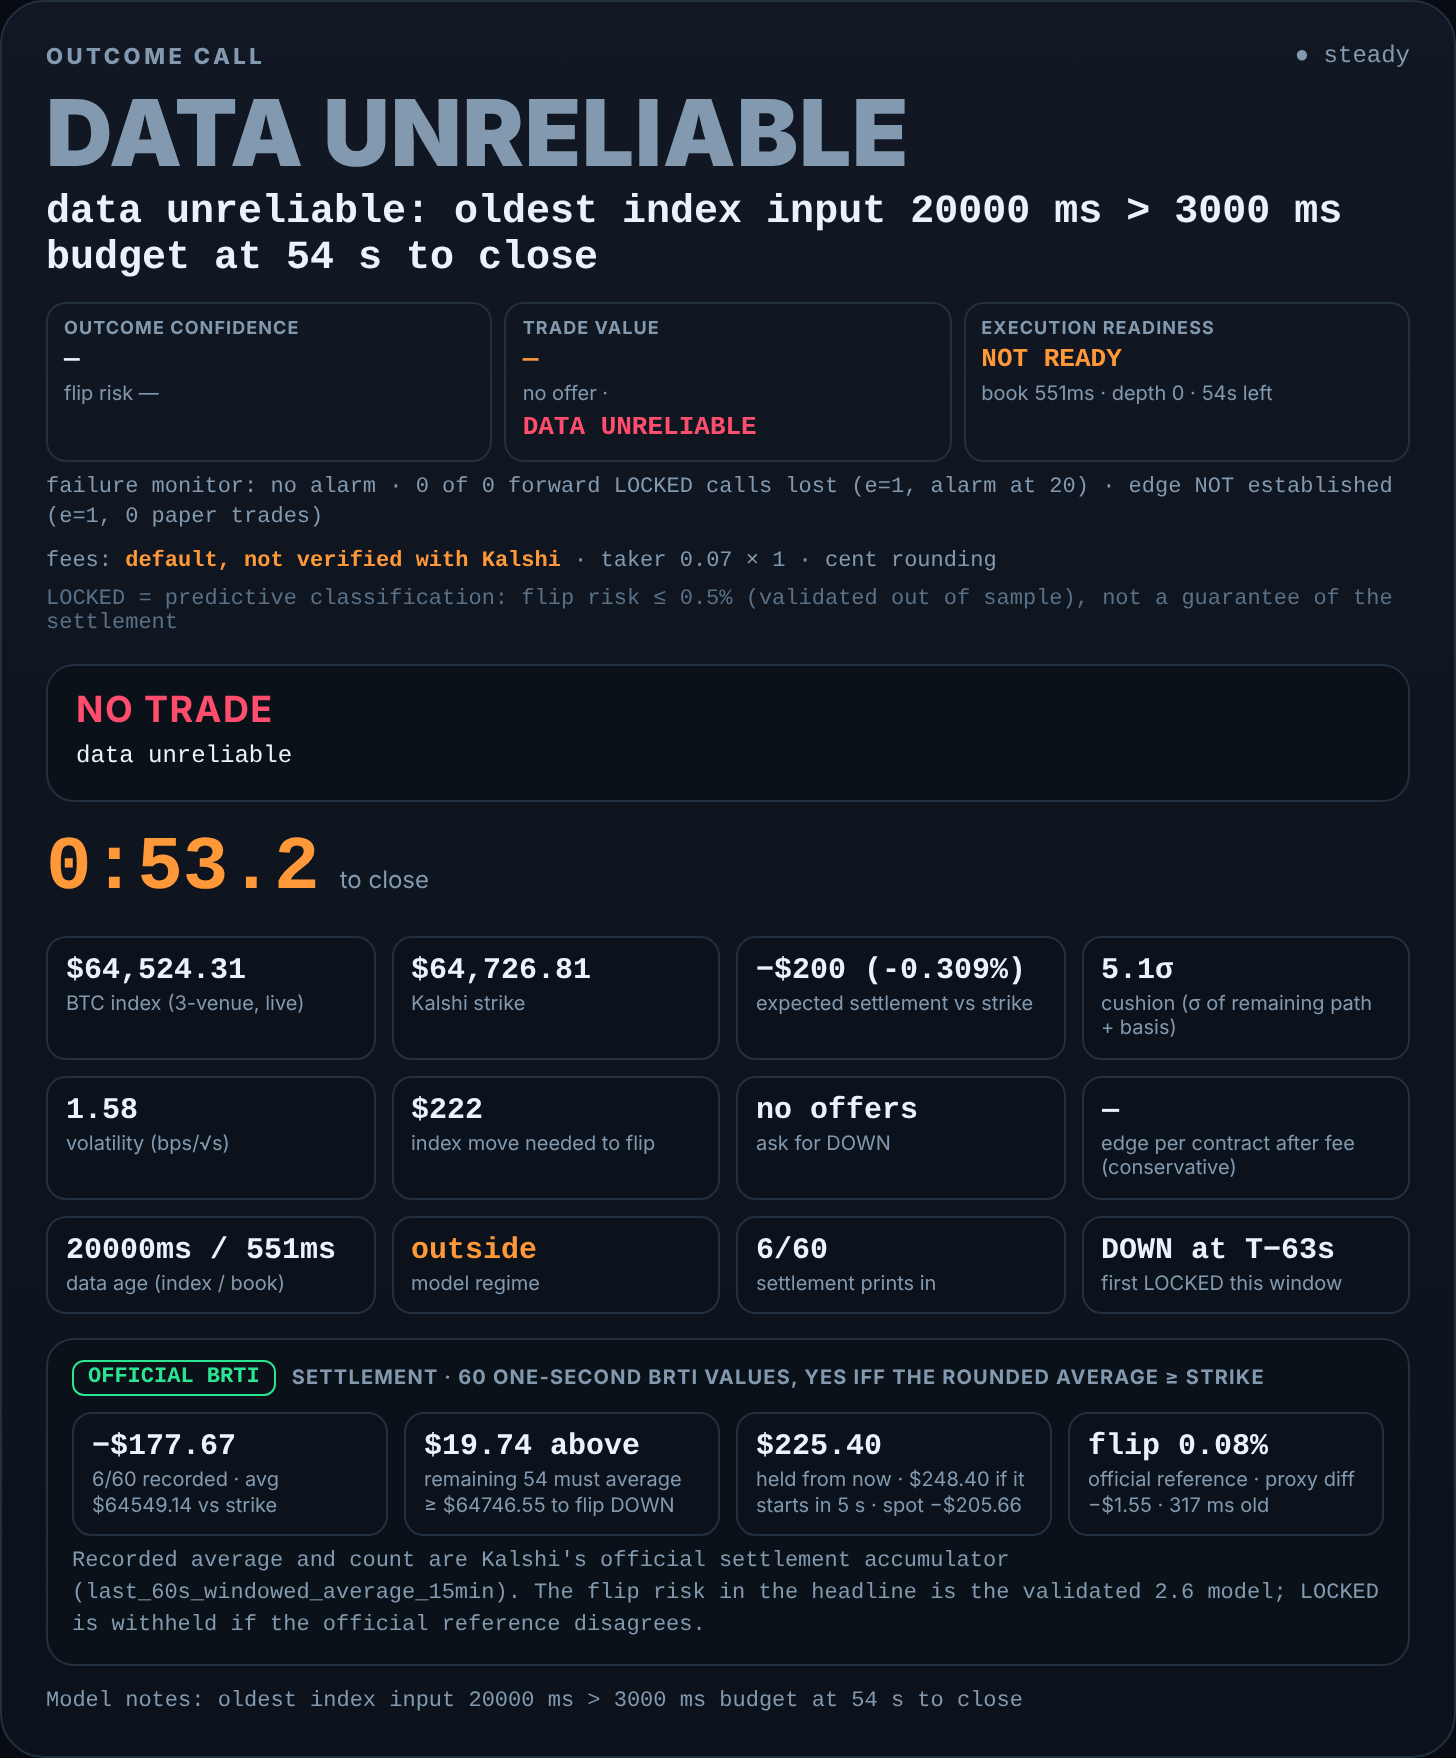 OUTCOME CALL
● steady
DATA UNRELIABLE
data unreliable: oldest index input 20000 ms > 3000 ms
budget at 54 s to close
OUTCOME CONFIDENCE
—
flip risk —
TRADE VALUE
—
no offer ·
DATA UNRELIABLE
EXECUTION READINESS
NOT READY
book 551ms · depth 0 · 54s left
failure monitor: no alarm · 0 of 0 forward LOCKED calls lost (e=1, alarm at 20) · edge NOT established
(e=1, 0 paper trades)
fees: default, not verified with Kalshi · taker 0.07 × 1 · cent rounding
LOCKED = predictive classification: flip risk ≤ 0.5% (validated out of sample), not a guarantee of the
settlement
NO TRADE
data unreliable
0:53.2 to close
$64,524.31
BTC index (3-venue, live)
$64,726.81
Kalshi strike
−$200 (-0.309%)
expected settlement vs strike
5.1σ
cushion (σ of remaining path
+ basis)
1.58
volatility (bps/√s)
$222
index move needed to flip
no offers
ask for DOWN
—
edge per contract after fee
(conservative)
20000ms / 551ms
data age (index / book)
outside
model regime
6/60
settlement prints in
DOWN at T−63s
first LOCKED this window
OFFICIAL BRTI SETTLEMENT · 60 ONE-SECOND BRTI VALUES, YES IFF THE ROUNDED AVERAGE ≥ STRIKE
−$177.67
6/60 recorded · avg
$64549.14 vs strike
$19.74 above
remaining 54 must average
≥ $64746.55 to flip DOWN
$225.40
held from now · $248.40 if it
starts in 5 s · spot −$205.66
flip 0.08%
official reference · proxy diff
−$1.55 · 317 ms old
Recorded average and count are Kalshi's official settlement accumulator
(last_60s_windowed_average_15min). The flip risk in the headline is the validated 2.6 model; LOCKED
is withheld if the official reference disagrees.
Model notes: oldest index input 20000 ms > 3000 ms budget at 54 s to close